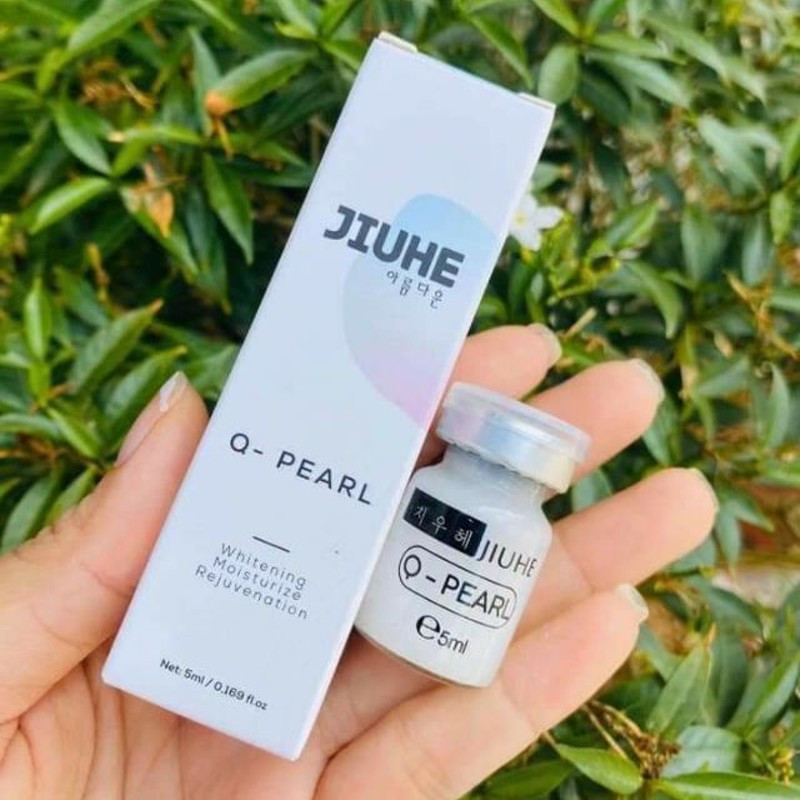 JIUHE
아름다운
Q- PEARL
Whitening
Moisturize
Rejuvenation
Net: 5ml / 0.169 fl.oz
지우헤 JIUHE
Q-PEARL
℮5ml